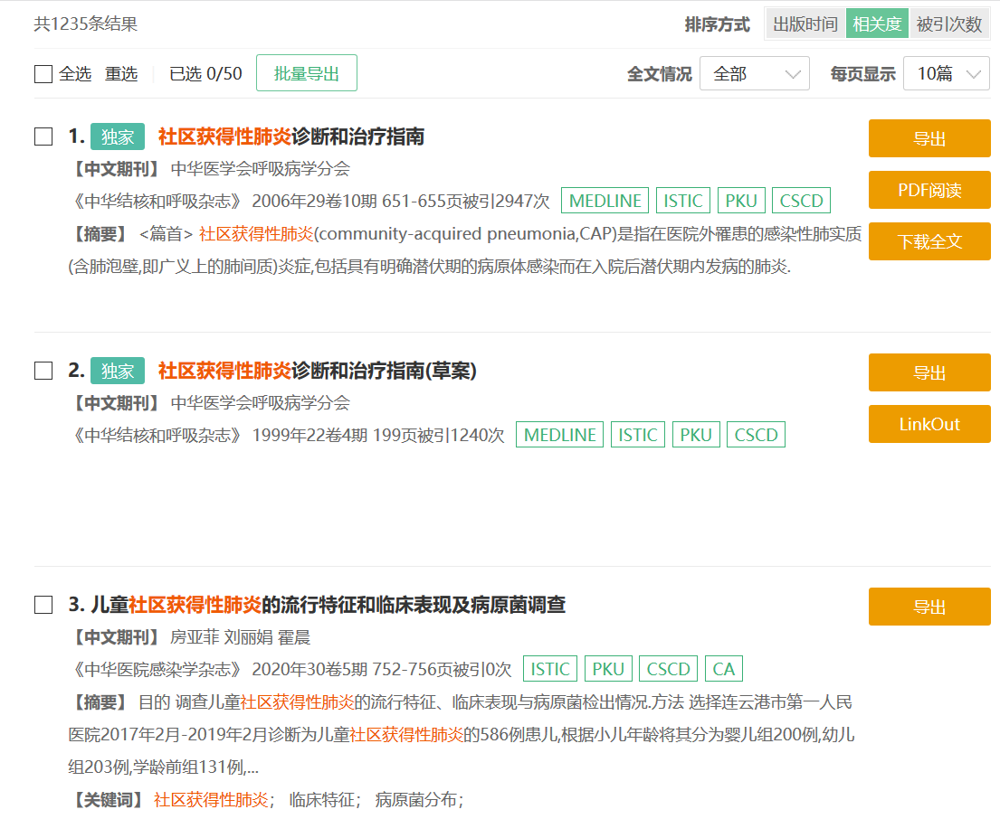 共1235条结果 排序方式 出版时间 相关度 被引次数
全选 重选 已选 0/50 批量导出 全文情况 全部 每页显示 10篇
1. 独家 社区获得性肺炎诊断和治疗指南 导出
【中文期刊】 中华医学会呼吸病学分会
《中华结核和呼吸杂志》 2006年29卷10期 651-655页被引2947次 MEDLINE ISTIC PKU CSCD PDF阅读
【摘要】 <篇首> 社区获得性肺炎(community-acquired pneumonia,CAP)是指在医院外罹患的感染性肺实质 下载全文
(含肺泡壁,即广义上的肺间质)炎症,包括具有明确潜伏期的病原体感染而在入院后潜伏期内发病的肺炎.
2. 独家 社区获得性肺炎诊断和治疗指南(草案) 导出
【中文期刊】 中华医学会呼吸病学分会
《中华结核和呼吸杂志》 1999年22卷4期 199页被引1240次 MEDLINE ISTIC PKU CSCD LinkOut
3. 儿童社区获得性肺炎的流行特征和临床表现及病原菌调查 导出
【中文期刊】 房亚菲 刘丽娟 霍晨
《中华医院感染学杂志》 2020年30卷5期 752-756页被引0次 ISTIC PKU CSCD CA
【摘要】 目的 调查儿童社区获得性肺炎的流行特征、临床表现与病原菌检出情况.方法 选择连云港市第一人民
医院2017年2月-2019年2月诊断为儿童社区获得性肺炎的586例患儿,根据小儿年龄将其分为婴儿组200例,幼儿
组203例,学龄前组131例,...
【关键词】 社区获得性肺炎； 临床特征； 病原菌分布；